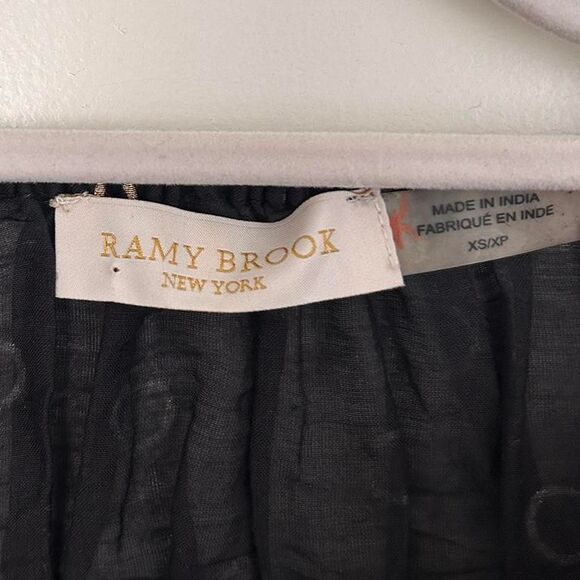 RAMY BROOK
NEW YORK
MADE IN INDIA
FABRIQUÉ EN INDE
XS/XP